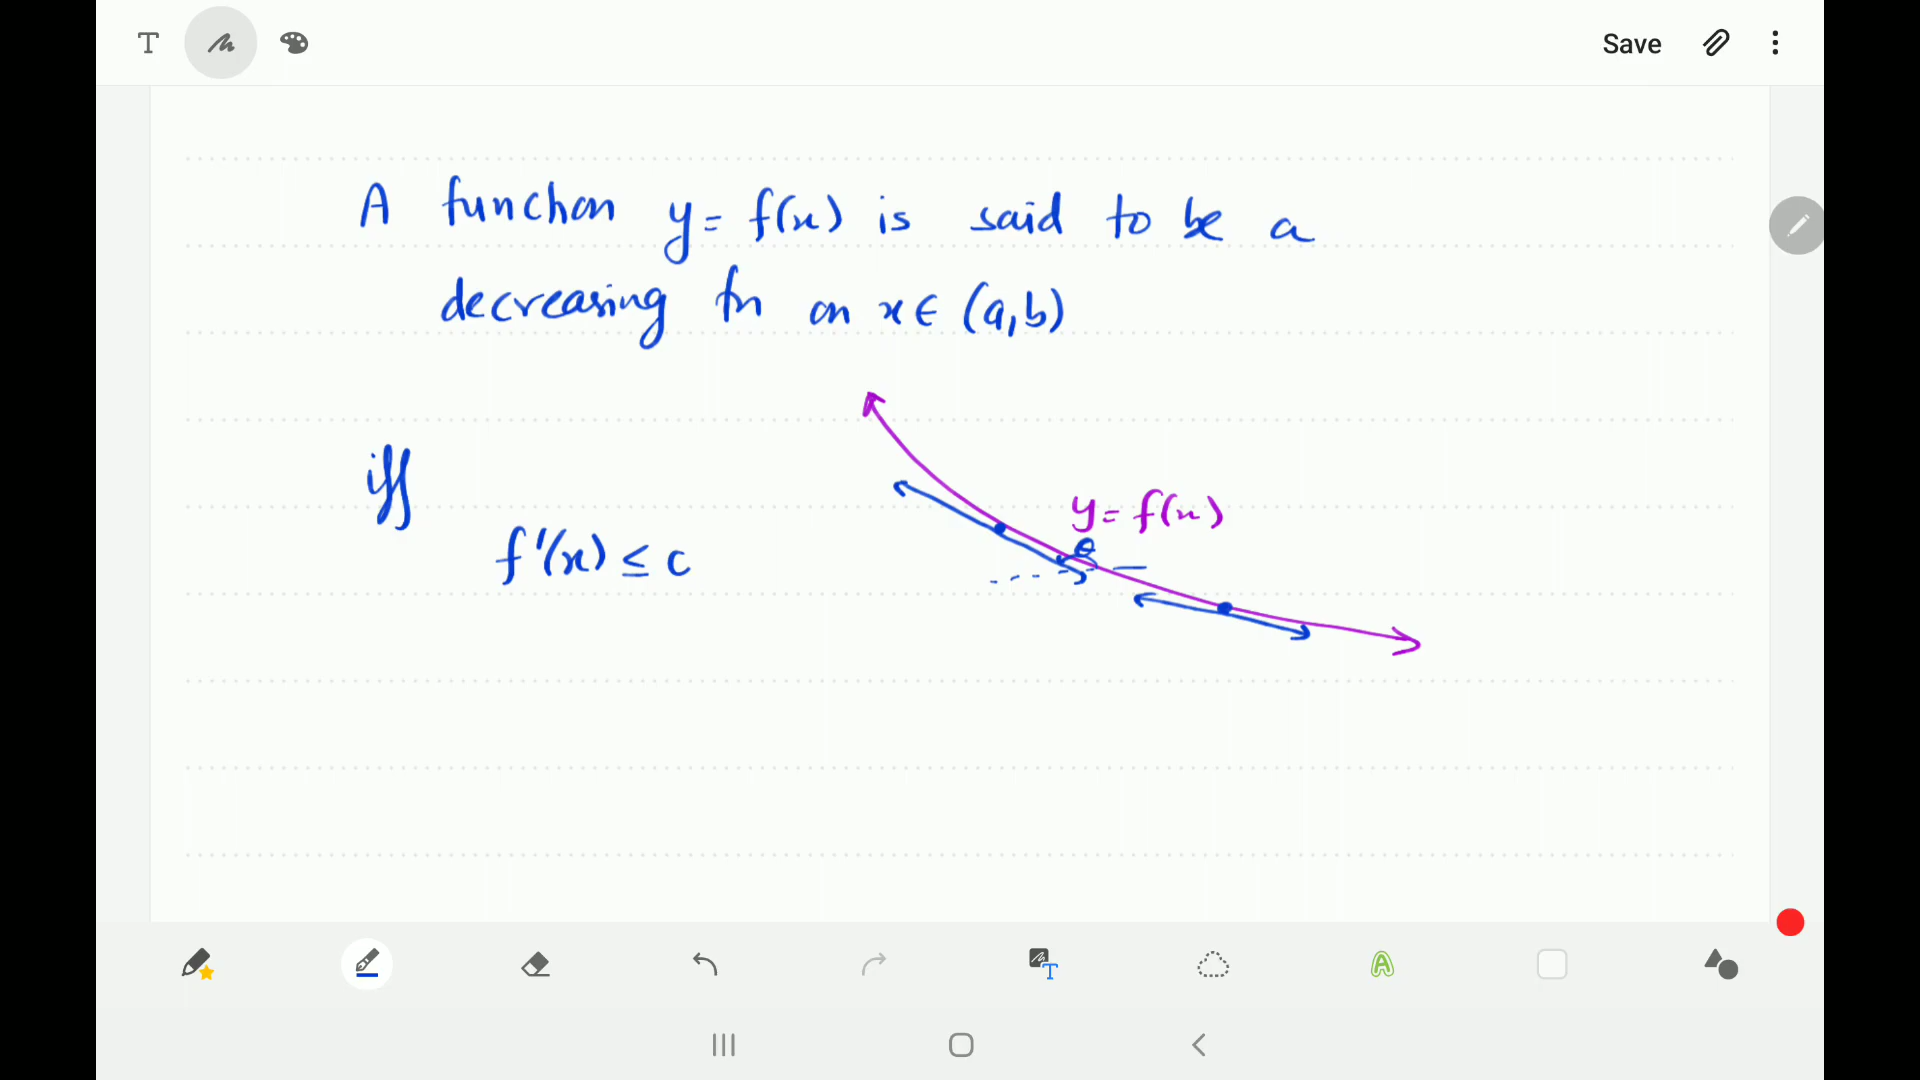 Save
A function y = f(x) is said to be a
decreasing fn on x ∈ (a,b)
iff
y = f(x)
θ
f'(x) ≤ c